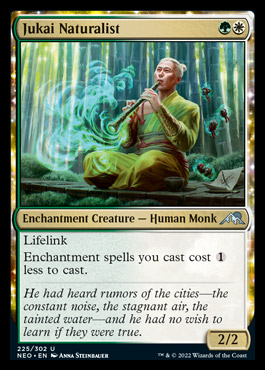 Jukai Naturalist
Enchantment Creature — Human Monk
Lifelink
Enchantment spells you cast cost 1
less to cast.
He had heard rumors of the cities—the
constant noise, the stagnant air, the
tainted water—and he had no wish to
learn if they were true.
2/2
225/302 U
NEO • EN Anna Steinbauer
™ & © 2022 Wizards of the Coast